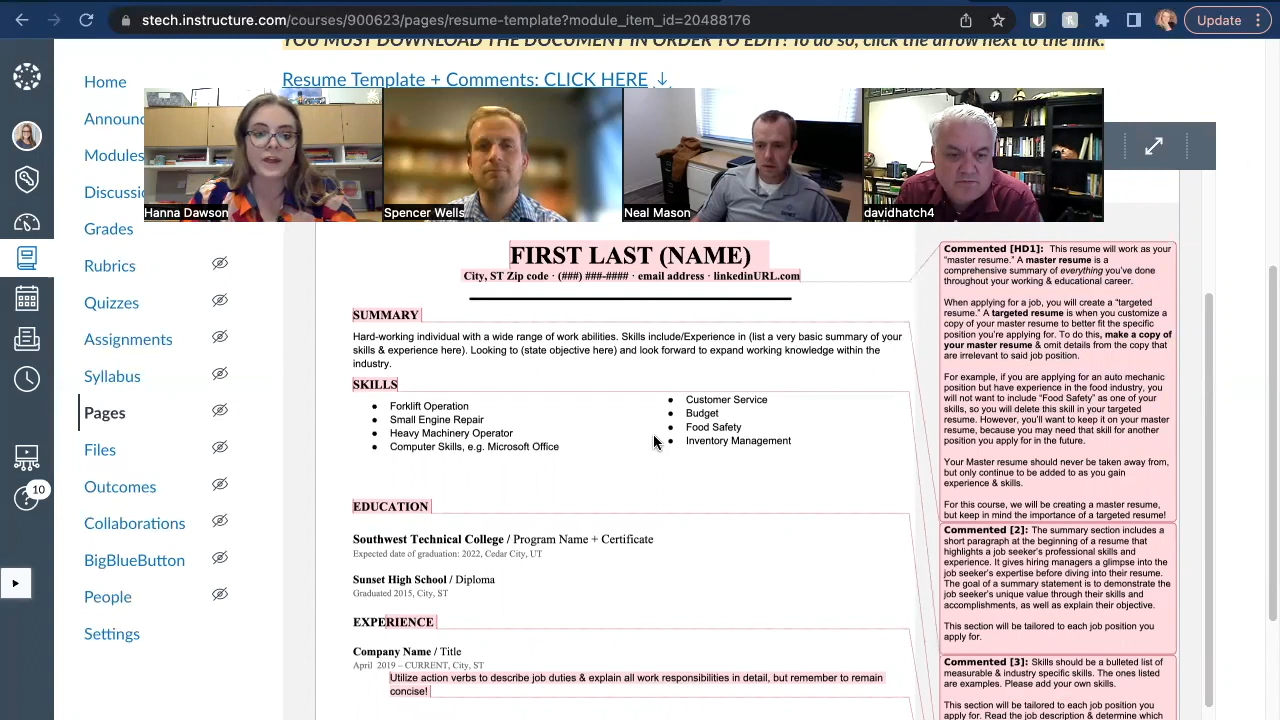 stech.instructure.com/courses/900623/pages/resume-template?module_item_id=20488176
Update
YOU MUST DOWNLOAD THE DOCUMENT IN ORDER TO EDIT! To do so, click the arrow next to the link.
Resume Template + Comments: CLICK HERE ↓
Home
Announc
Modules
Discussi
Grades
Rubrics
Quizzes
Assignments
Syllabus
Pages
Files
Outcomes
Collaborations
BigBlueButton
People
Settings
10
Hanna Dawson
Spencer Wells
Neal Mason
davidhatch4
FIRST LAST (NAME)
City, ST Zip code · (###) ###-#### · email address · linkedinURL.com
SUMMARY
Hard-working individual with a wide range of work abilities. Skills include/Experience in (list a very basic summary of your
skills & experience here). Looking to (state objective here) and look forward to expand working knowledge within the
industry.
SKILLS
● Forklift Operation
● Small Engine Repair
● Heavy Machinery Operator
● Computer Skills, e.g. Microsoft Office
● Customer Service
● Budget
● Food Safety
● Inventory Management
EDUCATION
Southwest Technical College / Program Name + Certificate
Expected date of graduation: 2022, Cedar City, UT
Sunset High School / Diploma
Graduated 2015, City, ST
EXPERIENCE
Company Name / Title
April 2019 – CURRENT, City, ST
Utilize action verbs to describe job duties & explain all work responsibilities in detail, but remember to remain
concise!
Commented [HD1]: This resume will work as your
"master resume." A master resume is a
comprehensive summary of everything you've done
throughout your working & educational career.
When applying for a job, you will create a "targeted
resume." A targeted resume is when you customize a
copy of your master resume to better fit the specific
position you're applying for. To do this, make a copy
of your master resume & omit details from the copy that
are irrelevant to said job position.
For example, if you are applying for an auto mechanic
position but have experience in the food industry, you
will not want to include "Food Safety" as one of your
skills, so you will delete this skill in your targeted
resume. However, you'll want to keep it on your master
resume, because you may need that skill for another
position you apply for in the future.
Your Master resume should never be taken away from,
but only continue to be added to as you gain
experience & skills.
For this course, we will be creating a master resume,
but keep in mind the importance of a targeted resume!
Commented [2]: The summary section includes a
short paragraph at the beginning of a resume that
highlights a job seeker's professional skills and
experience. It gives hiring managers a glimpse into the
job seeker's expertise before diving into their resume.
The goal of a summary statement is to demonstrate the
job seeker's unique value through their skills and
accomplishments, as well as explain their objective.
This section will be tailored to each job position you
apply for.
Commented [3]: Skills should be a bulleted list of
measurable & industry specific skills. The ones listed
are examples. Please add your own skills.
This section will be tailored to each job position you
apply for. Read the job description & determine which